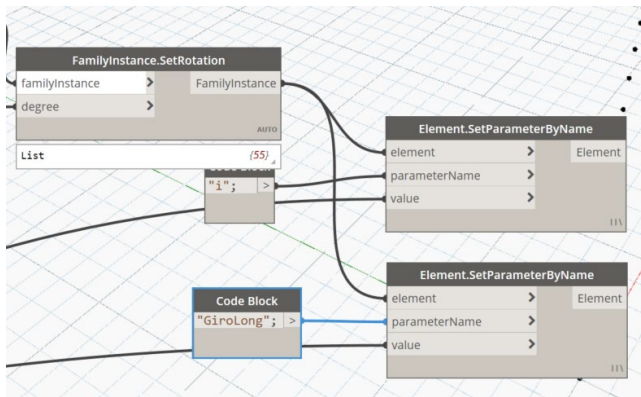 FamilyInstance.SetRotation
familyInstance > FamilyInstance
degree >
AUTO
List {55}
"i"; >
Element.SetParameterByName
element > Element
parameterName >
value >
Code Block
"GiroLong"; >
Element.SetParameterByName
element > Element
parameterName >
value >